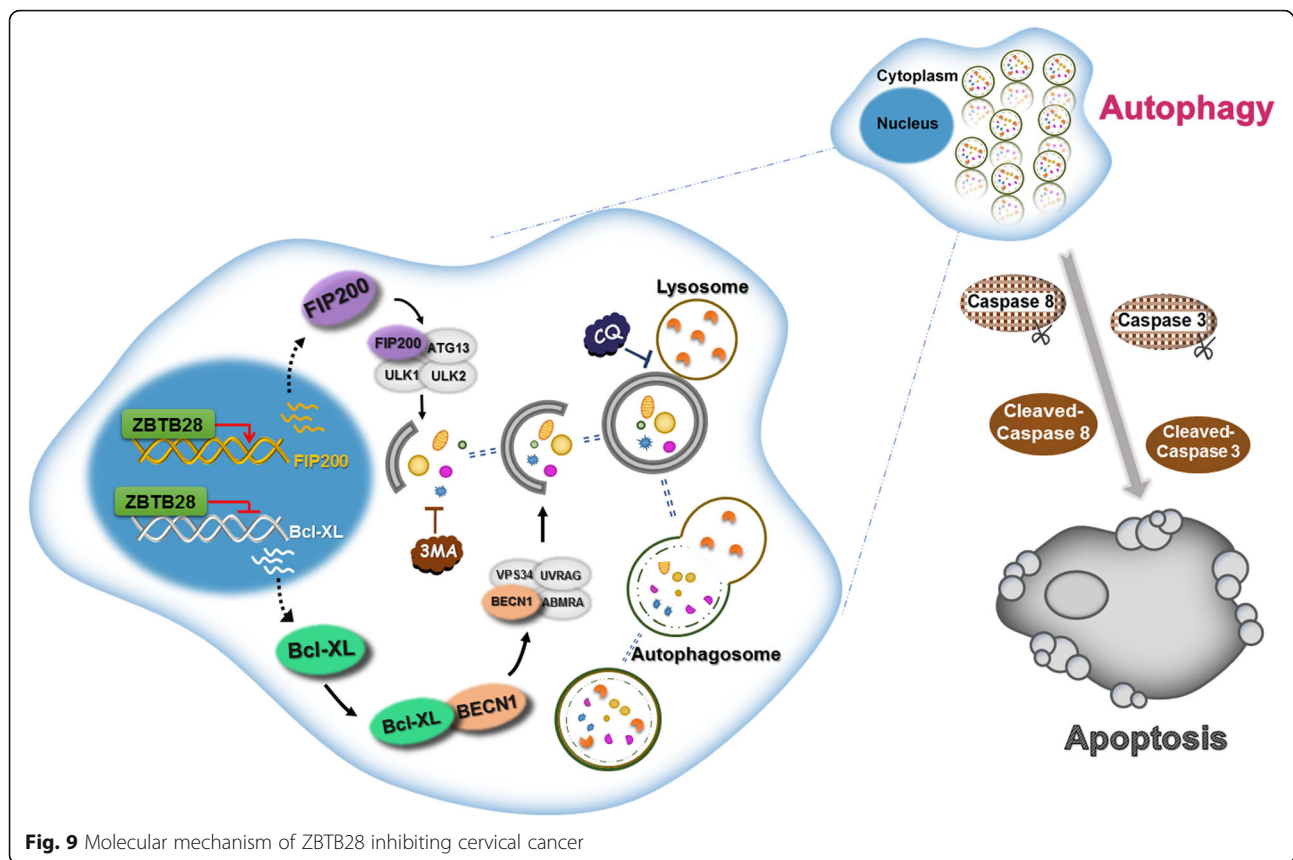 Cytoplasm
Nucleus
Autophagy
FIP200
Lysosome
CQ
FIP200
ATG13
ULK1
ULK2
Caspase 8
Caspase 3
ZBTB28
FIP200
ZBTB28
Bcl-XL
Cleaved-
Caspase 8
Cleaved-
Caspase 3
3MA
VPS34
UVRAG
BECN1
ABMRA
Bcl-XL
Autophagosome
Bcl-XL
BECN1
Apoptosis
Fig. 9 Molecular mechanism of ZBTB28 inhibiting cervical cancer